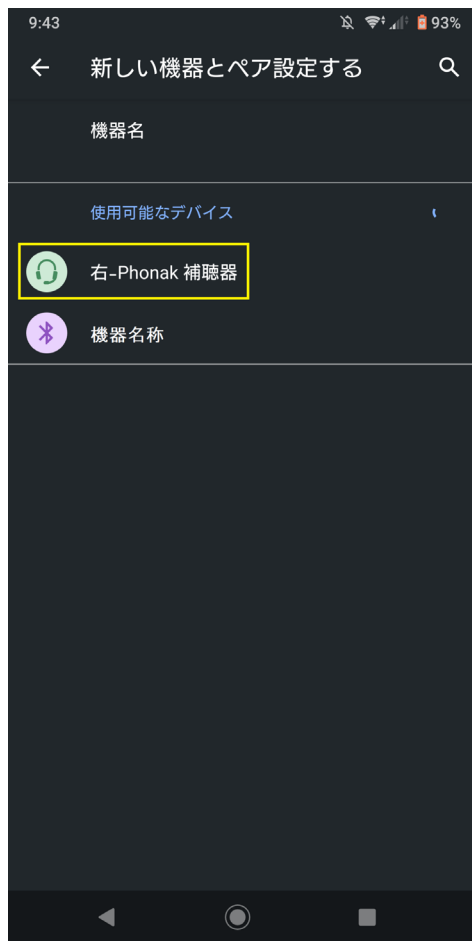 9:43
93%
新しい機器とペア設定する
機器名
使用可能なデバイス
右-Phonak 補聴器
機器名称